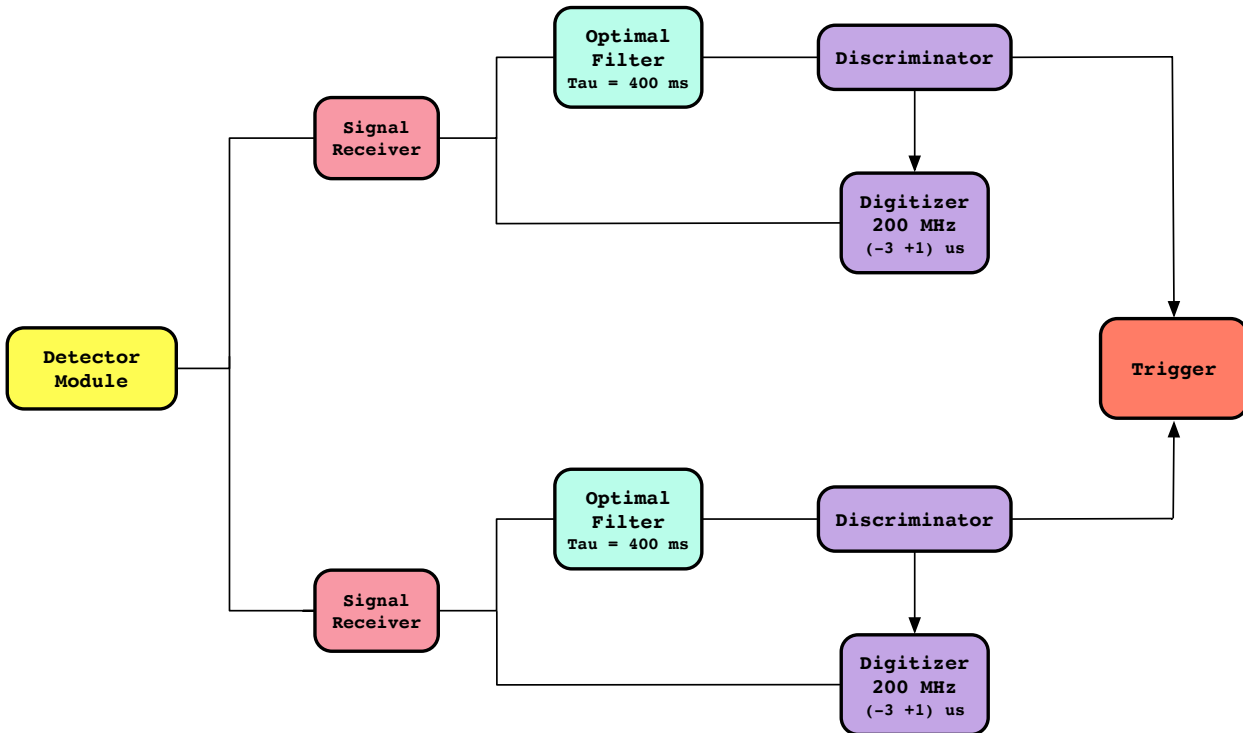 Optimal
Filter
Tau = 400 ms
Discriminator
Signal
Receiver
Digitizer
200 MHz
(-3 +1) us
Detector
Module
Trigger
Optimal
Filter
Tau = 400 ms
Discriminator
Signal
Receiver
Digitizer
200 MHz
(-3 +1) us